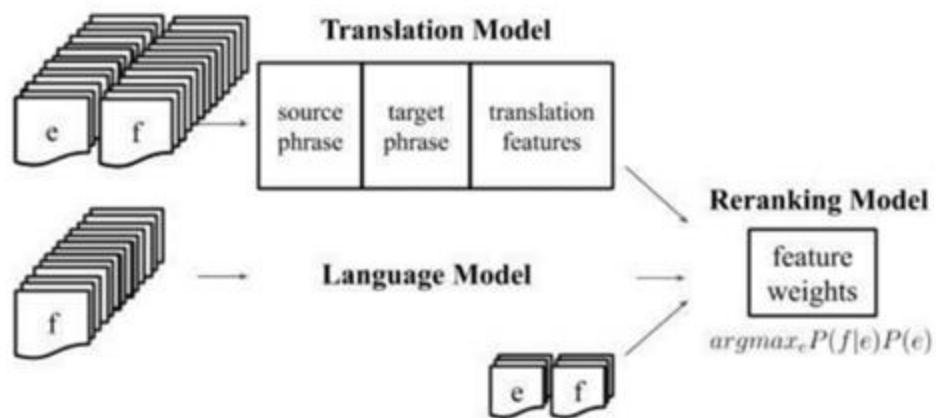 Translation Model
e f
source phrase
target phrase
translation features
Reranking Model
feature weights
f
Language Model
argmax_e P(f|e)P(e)
e f